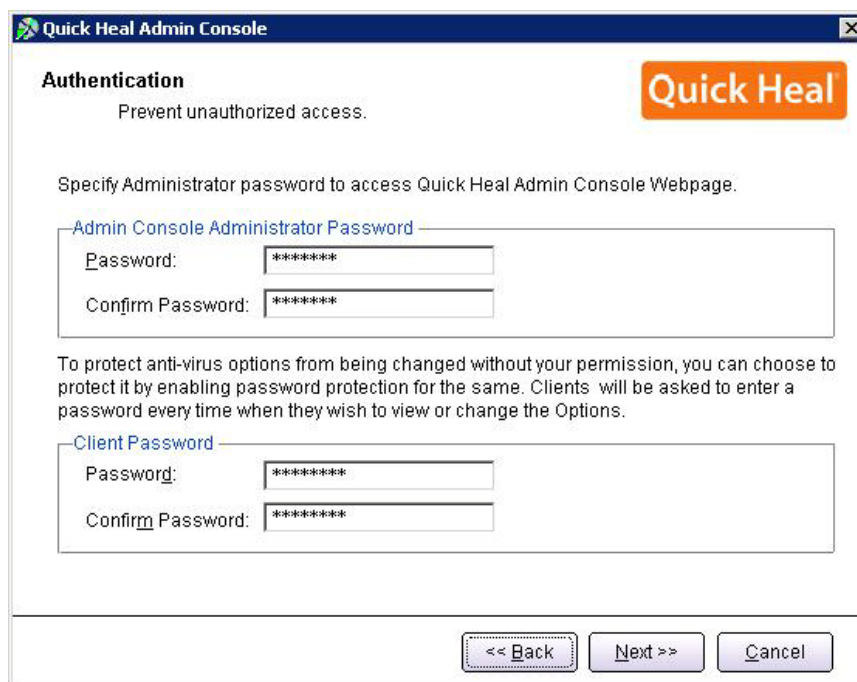 Quick Heal Admin Console
Authentication
Prevent unauthorized access.
Quick Heal
Specify Administrator password to access Quick Heal Admin Console Webpage.
Admin Console Administrator Password
Password: *******
Confirm Password: *******
To protect anti-virus options from being changed without your permission, you can choose to
protect it by enabling password protection for the same. Clients will be asked to enter a
password every time when they wish to view or change the Options.
Client Password
Password: ********
Confirm Password: ********
<< Back
Next >>
Cancel